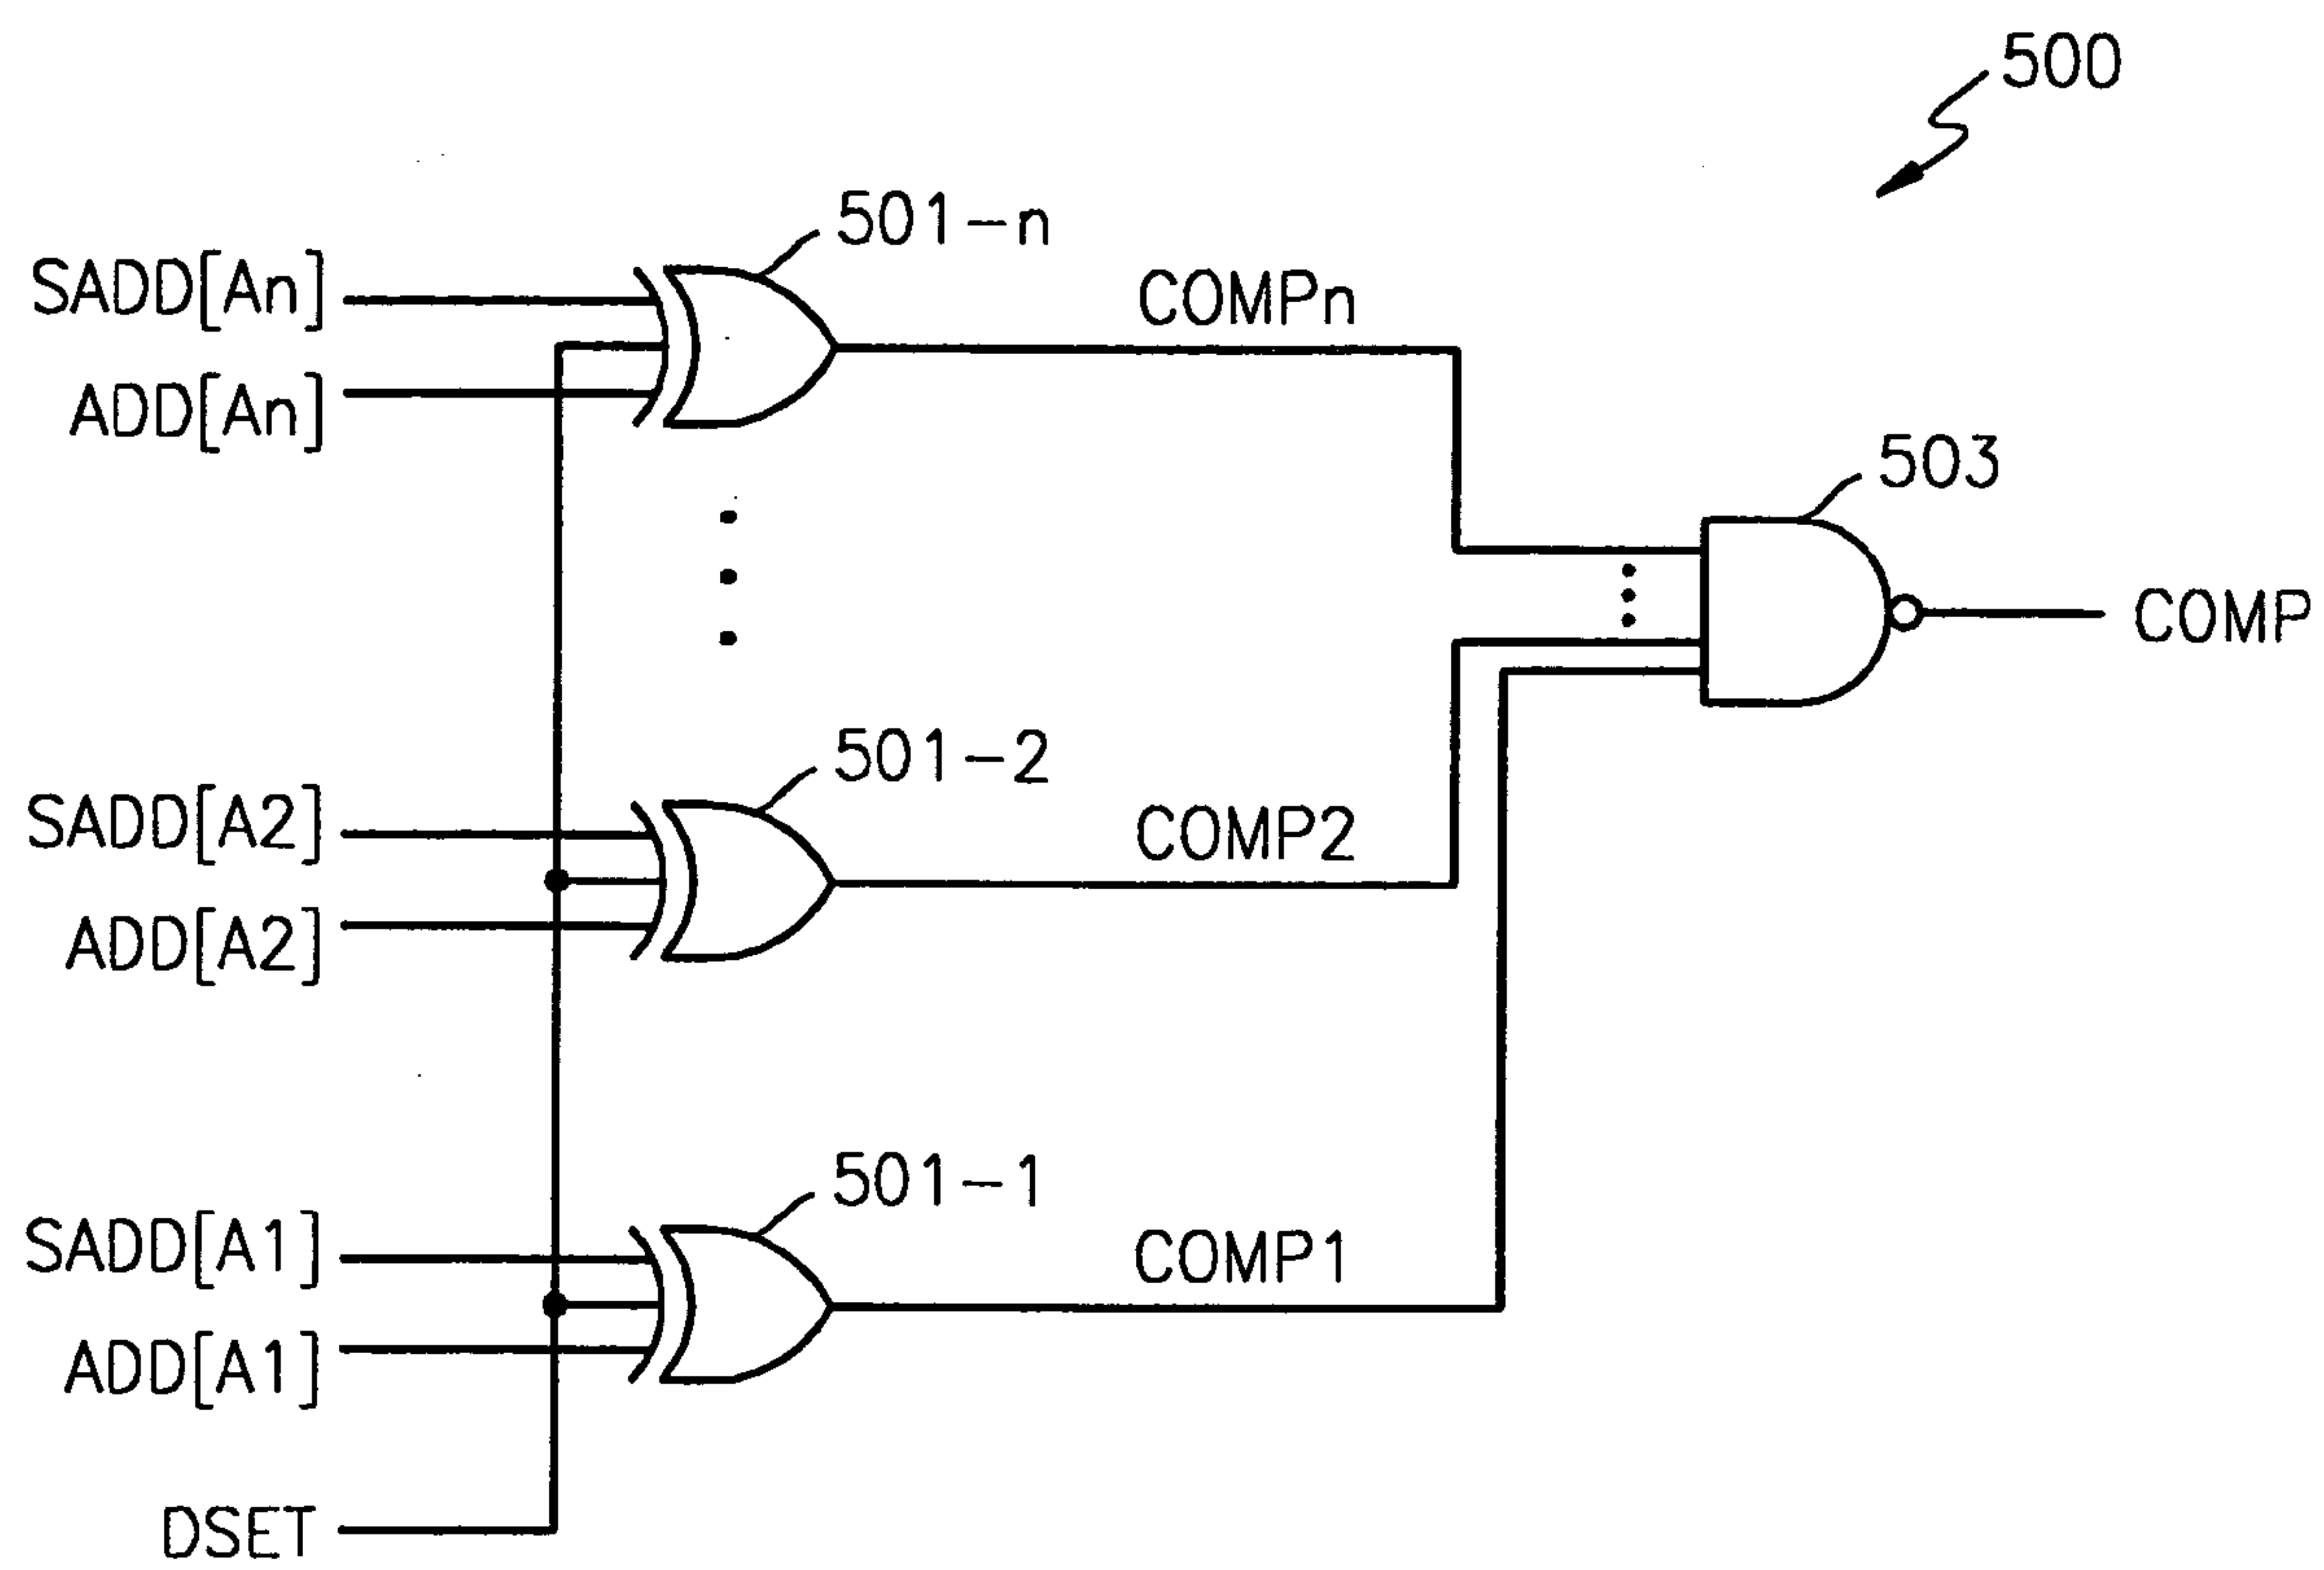 500
501-n
SADD[An]
COMPn
ADD[An]
503
COMP
501-2
SADD[A2]
COMP2
ADD[A2]
501-1
SADD[A1]
COMP1
ADD[A1]
DSET